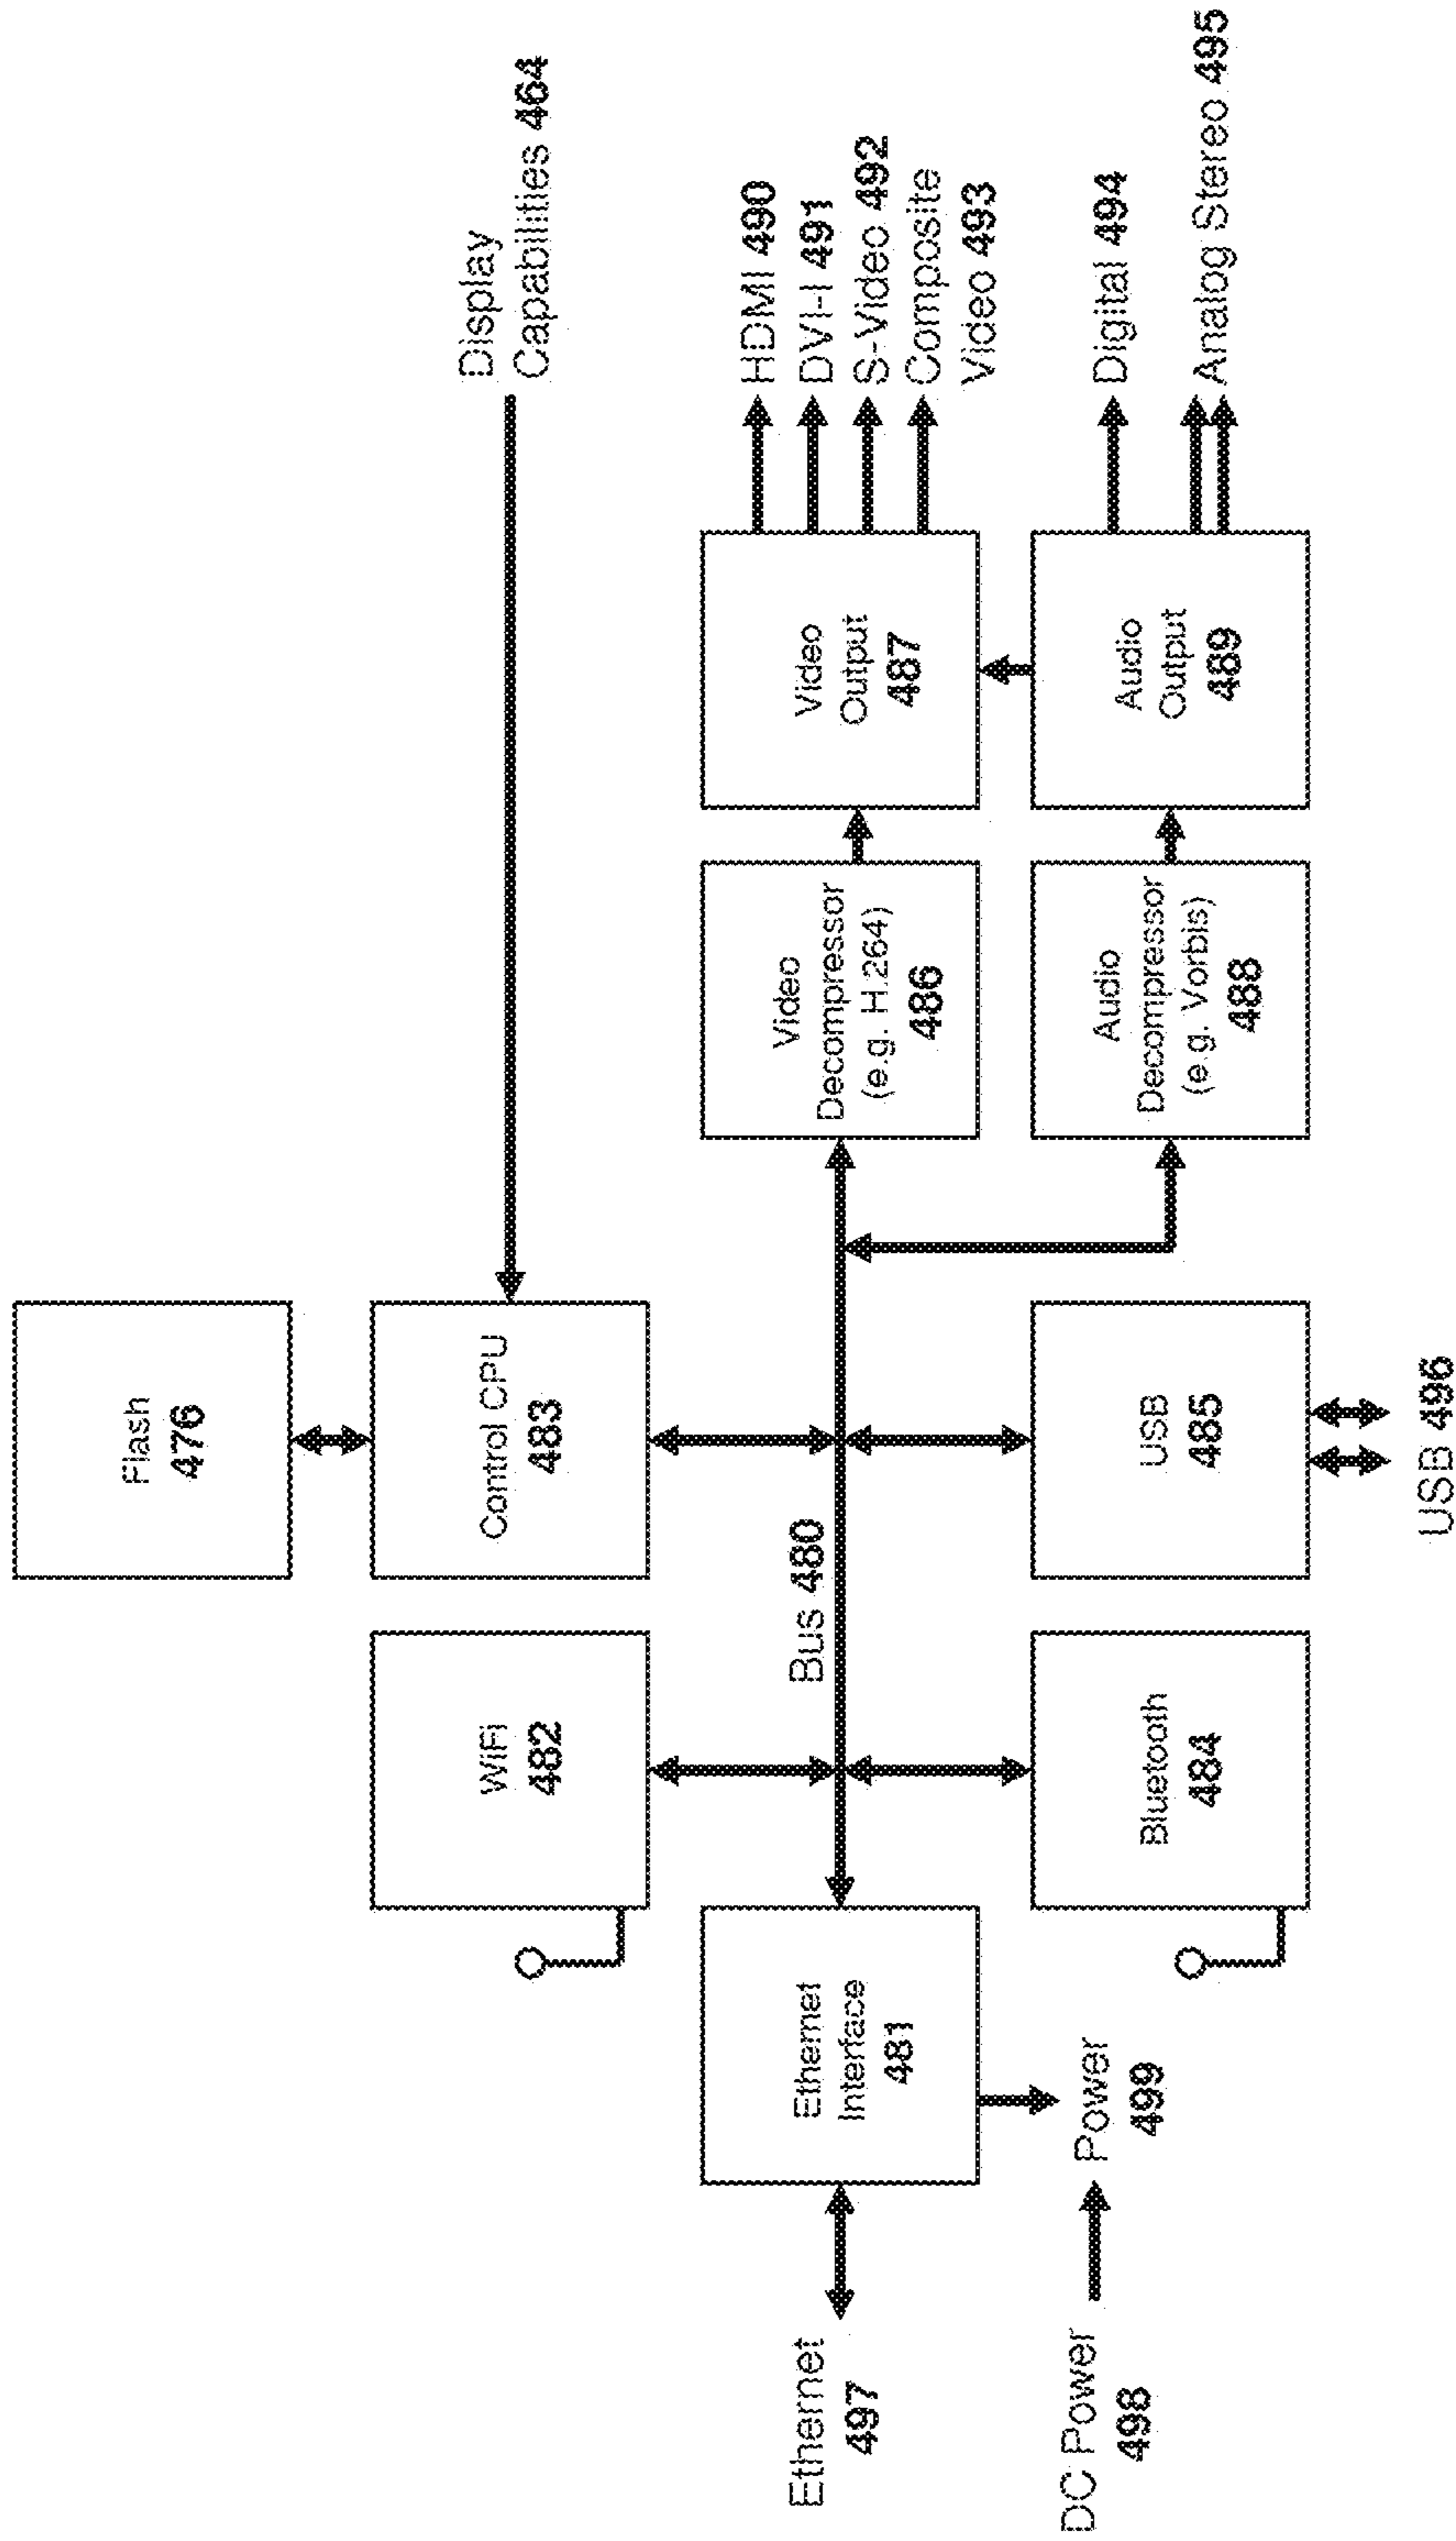 Flash
476
Display
Capabilities 464
WiFi
482
Control CPU
483
Bus 480
Ethernet
497
Ethernet
Interface
481
Video
Decompressor
(e.g. H.264)
486
Video
Output
487
HDMI 490
DVI-I 491
S-Video 492
Composite
Video 493
DC Power
498
Power
499
Bluetooth
484
USB
485
Audio
Decompressor
(e.g. Vorbis)
488
Audio
Output
489
Digital 494
Analog Stereo 495
USB 496